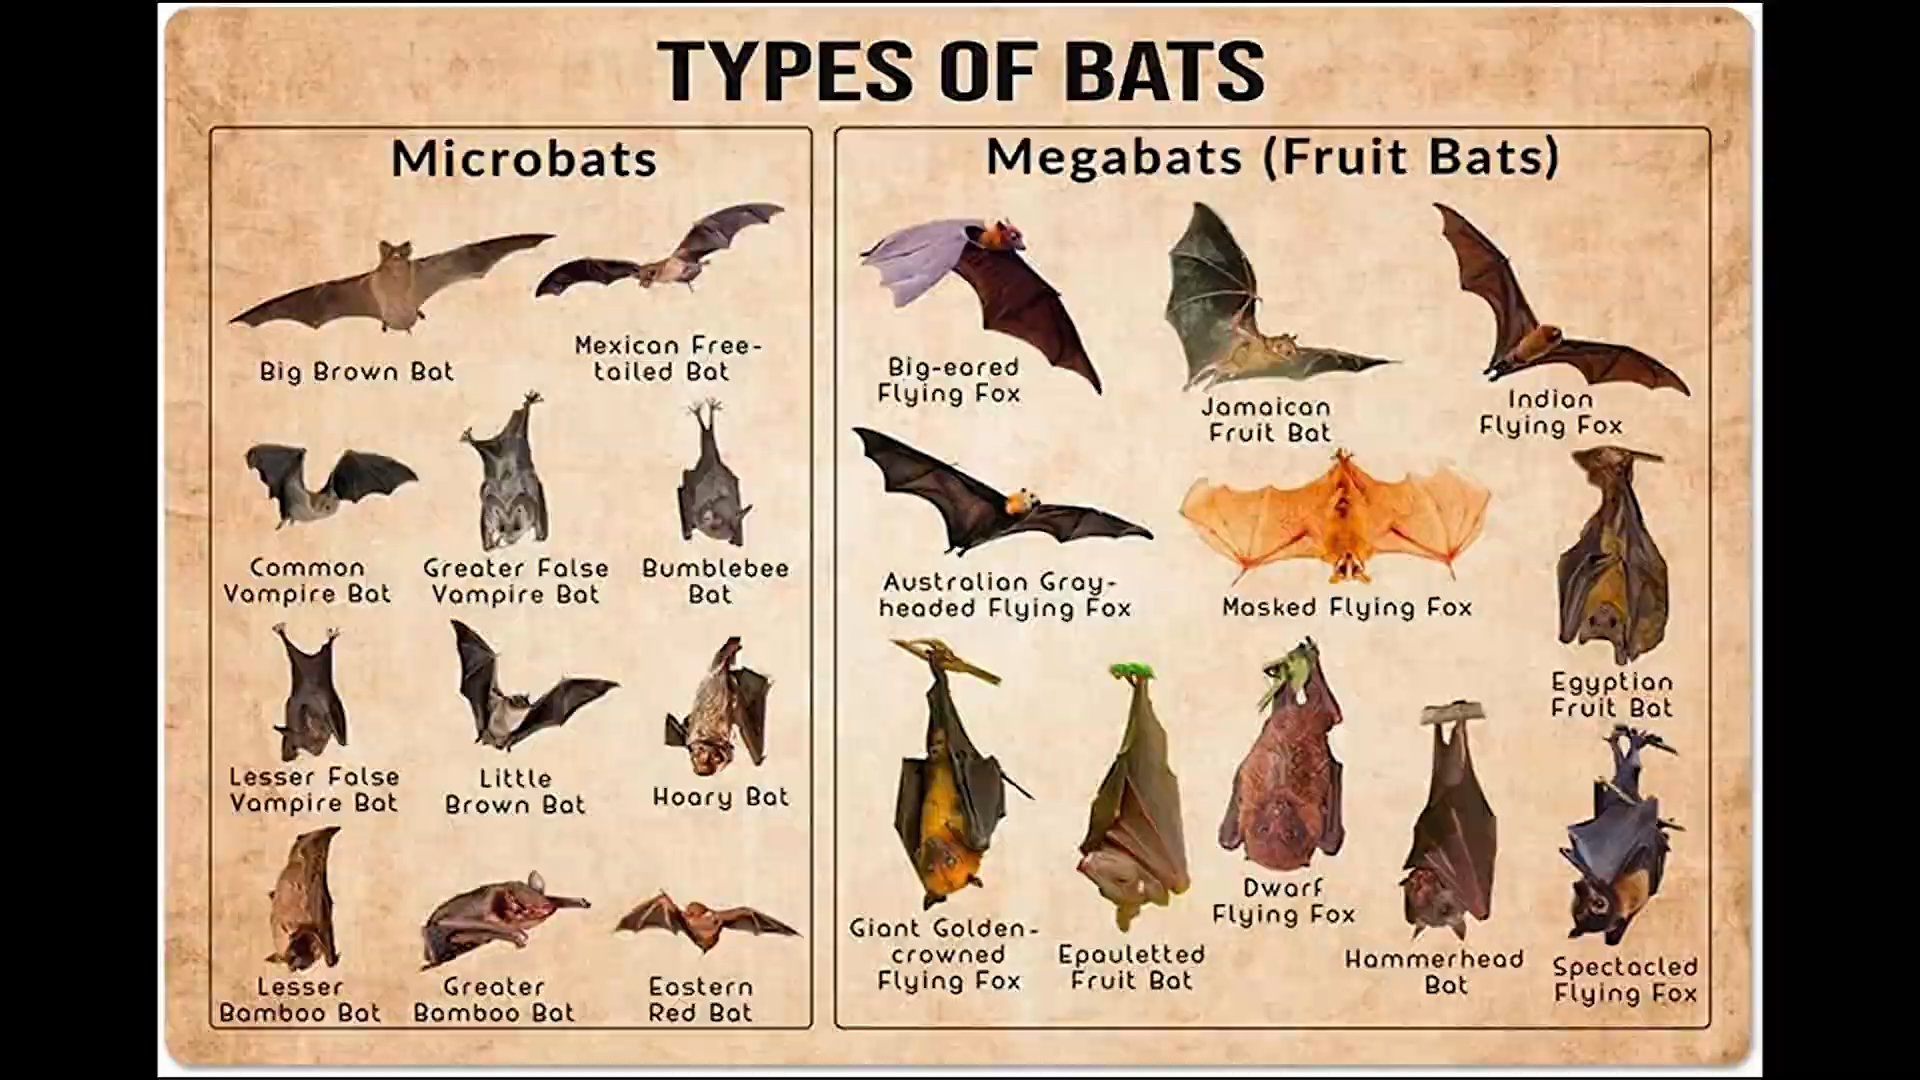 TYPES OF BATS
Microbats
Big Brown Bat
Mexican Free-
tailed Bat
Common
Vampire Bat
Greater False
Vampire Bat
Bumblebee
Bat
Lesser False
Vampire Bat
Little
Brown Bat
Hoary Bat
Lesser
Bamboo Bat
Greater
Bamboo Bat
Eastern
Red Bat
Megabats (Fruit Bats)
Big-eared
Flying Fox
Jamaican
Fruit Bat
Indian
Flying Fox
Australian Gray-
headed Flying Fox
Masked Flying Fox
Egyptian
Fruit Bat
Giant Golden-
crowned
Flying Fox
Epauletted
Fruit Bat
Dwarf
Flying Fox
Hammerhead
Bat
Spectacled
Flying Fox